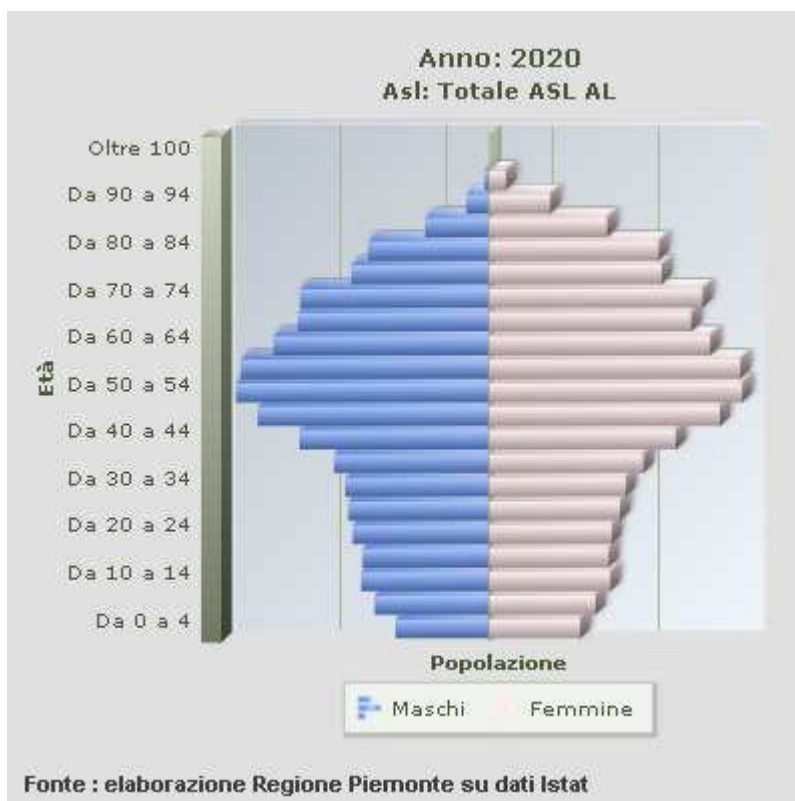 Anno: 2020
Asl: Totale ASL AL
Oltre 100
Da 90 a 94
Da 80 a 84
Da 70 a 74
Da 60 a 64
Da 50 a 54
Da 40 a 44
Da 30 a 34
Da 20 a 24
Da 10 a 14
Da 0 a 4
Età
Popolazione
Maschi Femmine
Fonte : elaborazione Regione Piemonte su dati Istat